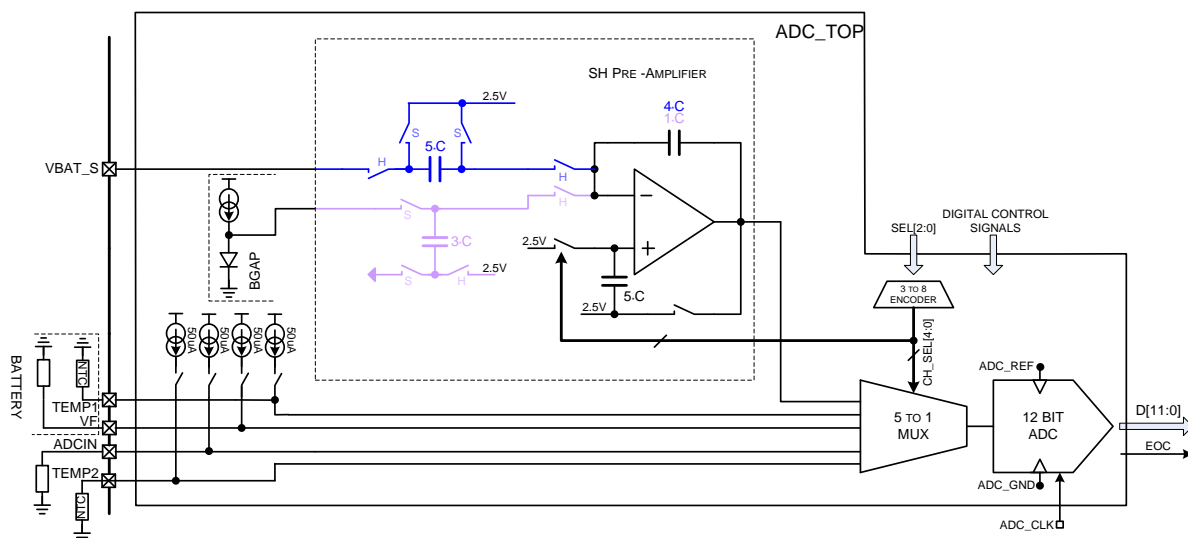 ADC_TOP
SH PRE -AMPLIFIER
2.5V
4·C
1·C
S
S
5·C
VBAT_S
H
H
S
H
3·C
2.5V
S
H
2.5V
5·C
2.5V
BGAP
SEL[2:0]
DIGITAL CONTROL
SIGNALS
3 TO 8
ENCODER
CH_SEL[4:0]
50uA
50uA
50uA
50uA
BATTERY
NTC
TEMP1
VF
ADCIN
TEMP2
NTC
5 TO 1
MUX
ADC_REF
12 BIT
ADC
ADC_GND
ADC_CLK
D[11:0]
EOC